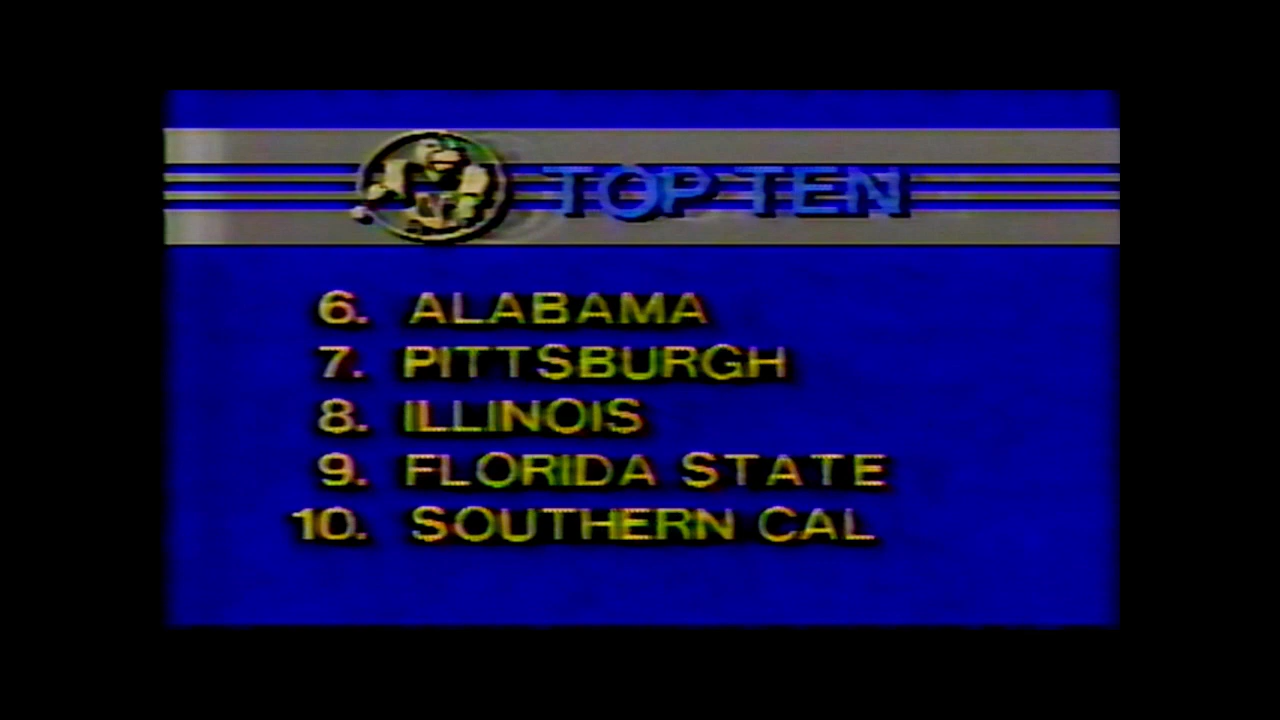 TOP TEN
6. ALABAMA
7. PITTSBURGH
8. ILLINOIS
9. FLORIDA STATE
10. SOUTHERN CAL